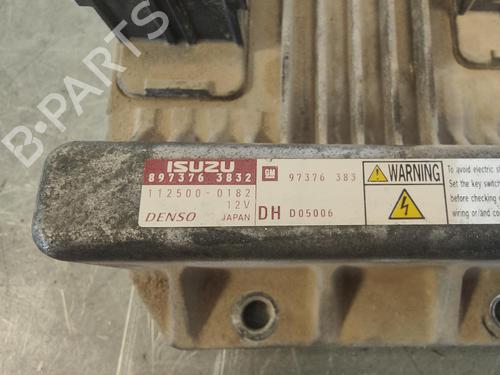 B-PARTS
ISUZU
897376 3832
112500-0182
12V
DENSO JAPAN
GM 97376 383
DH D05006
WARNING
To avoid electric s
Set the key switch
before checking
wiring or/and